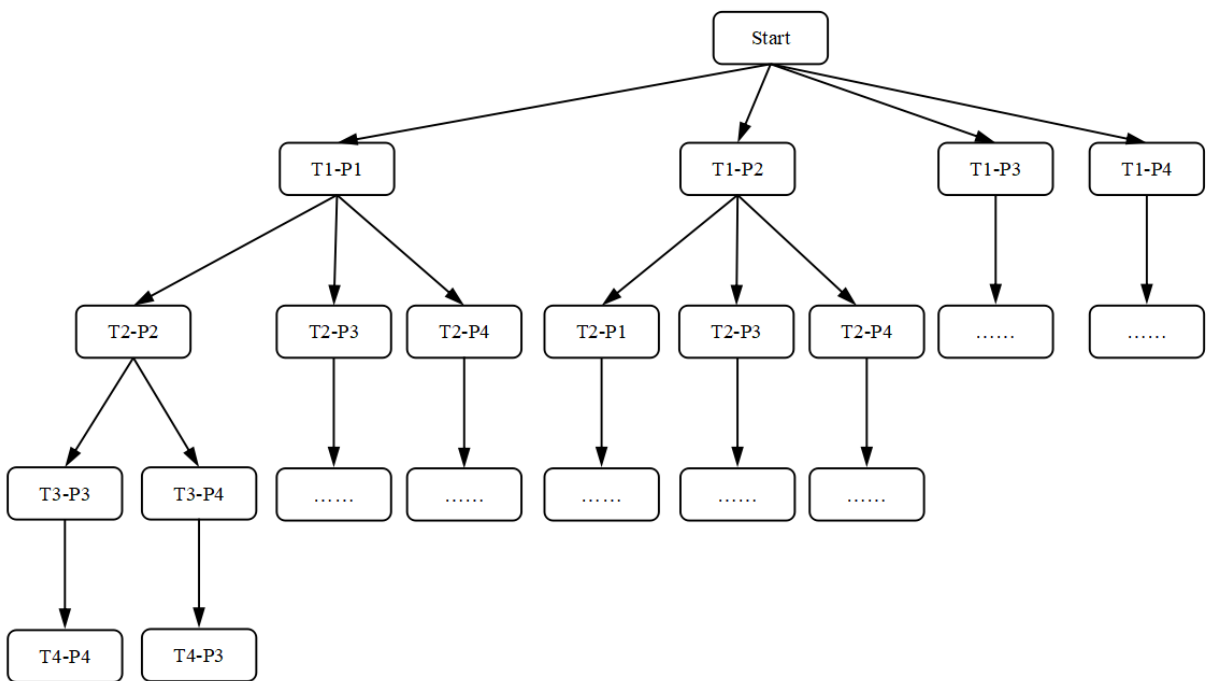 Start
T1-P1
T1-P2
T1-P3
T1-P4
T2-P2
T2-P3
T2-P4
T2-P1
T2-P3
T2-P4
……
……
T3-P3
T3-P4
……
……
……
……
……
T4-P4
T4-P3